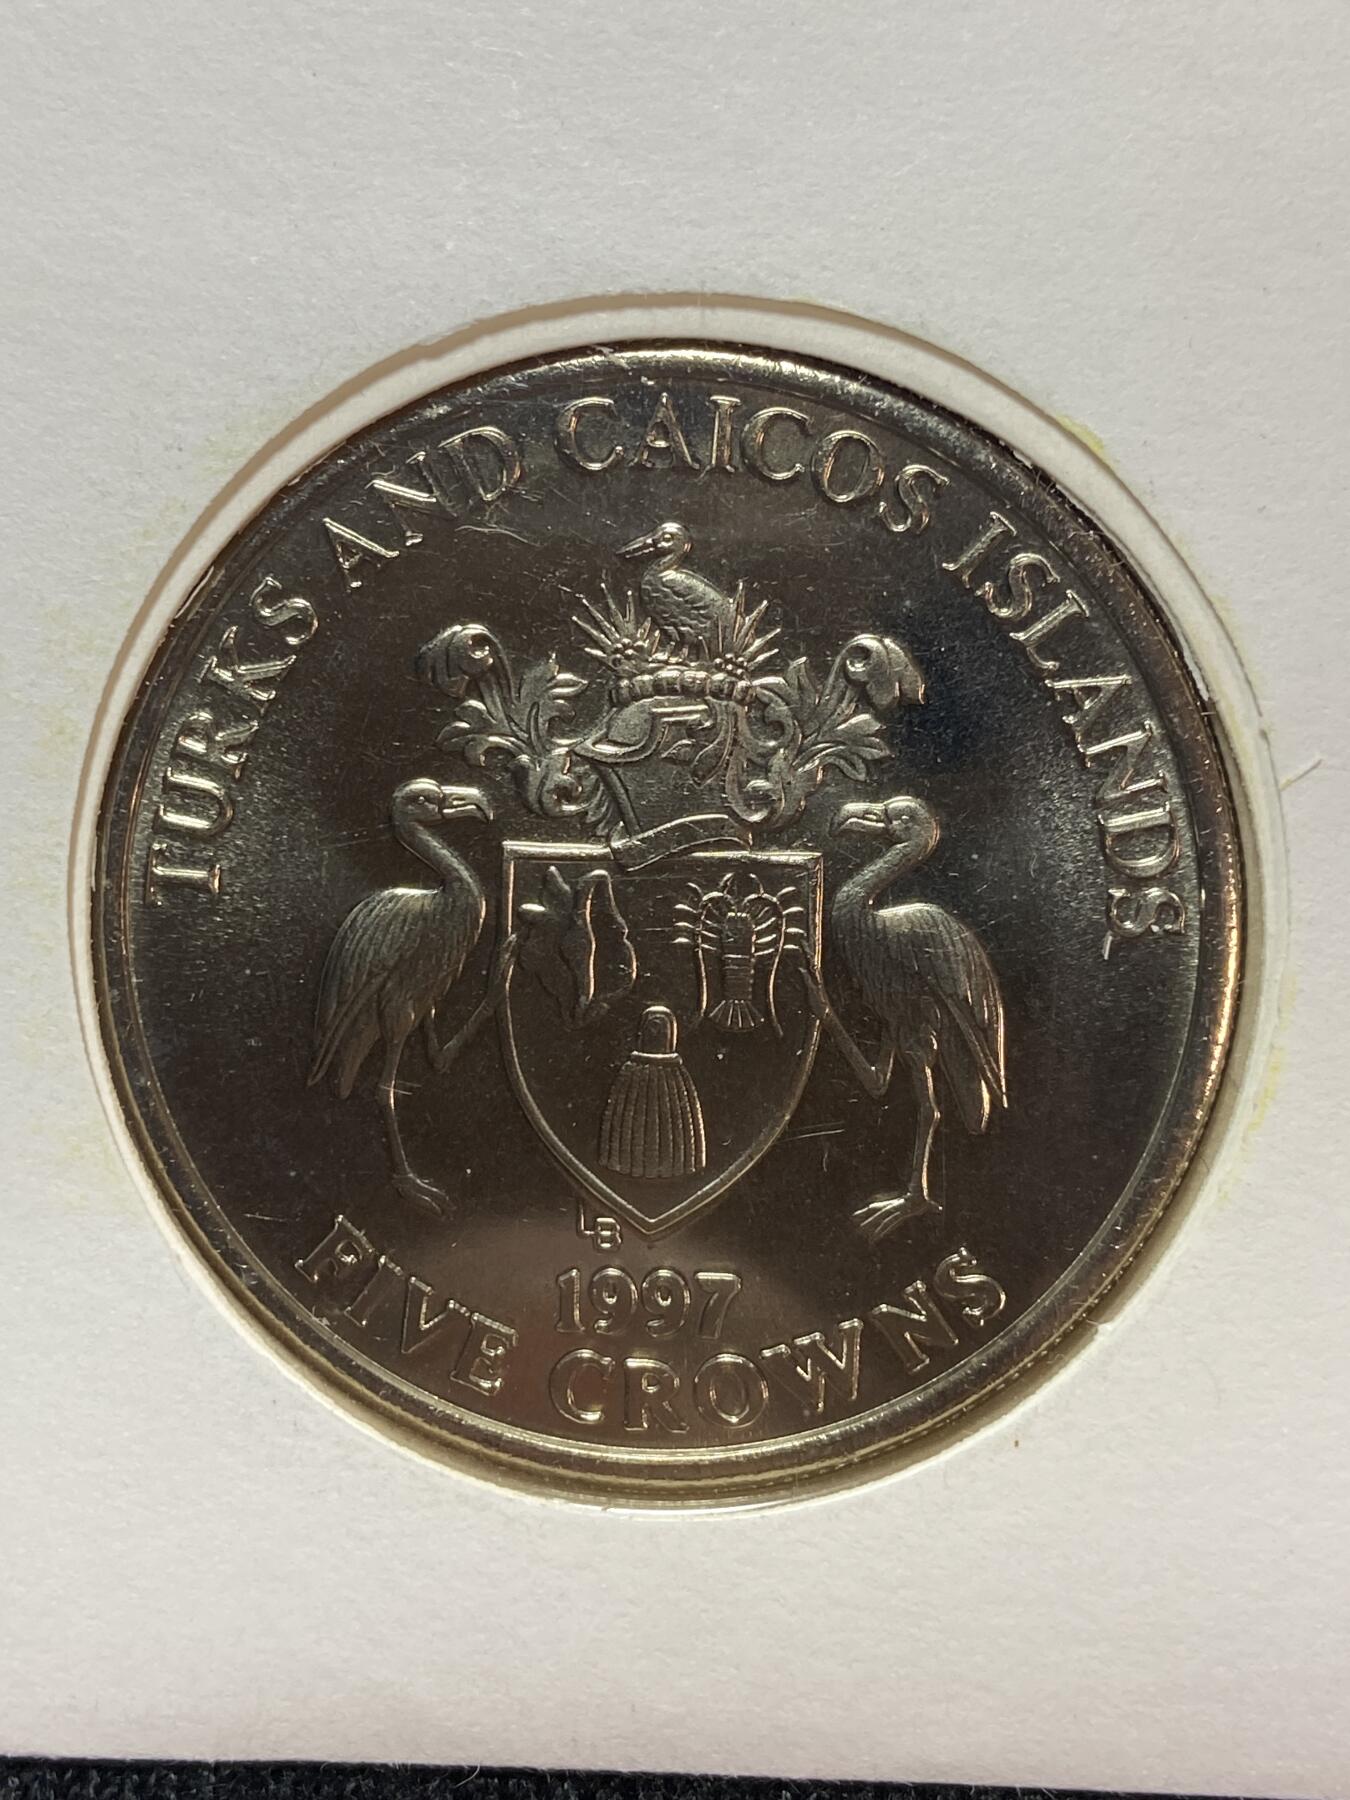 TURKS AND CAICOS ISLANDS
LB
1997
FIVE CROWNS